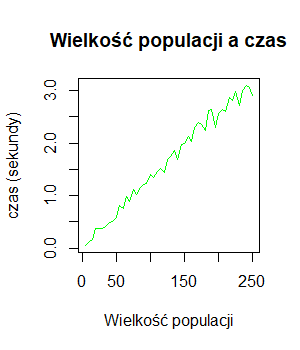 Wielkość populacji a czas
czas (sekundy)
3.0
2.0
1.0
0.0
0 50 150 250
Wielkość populacji